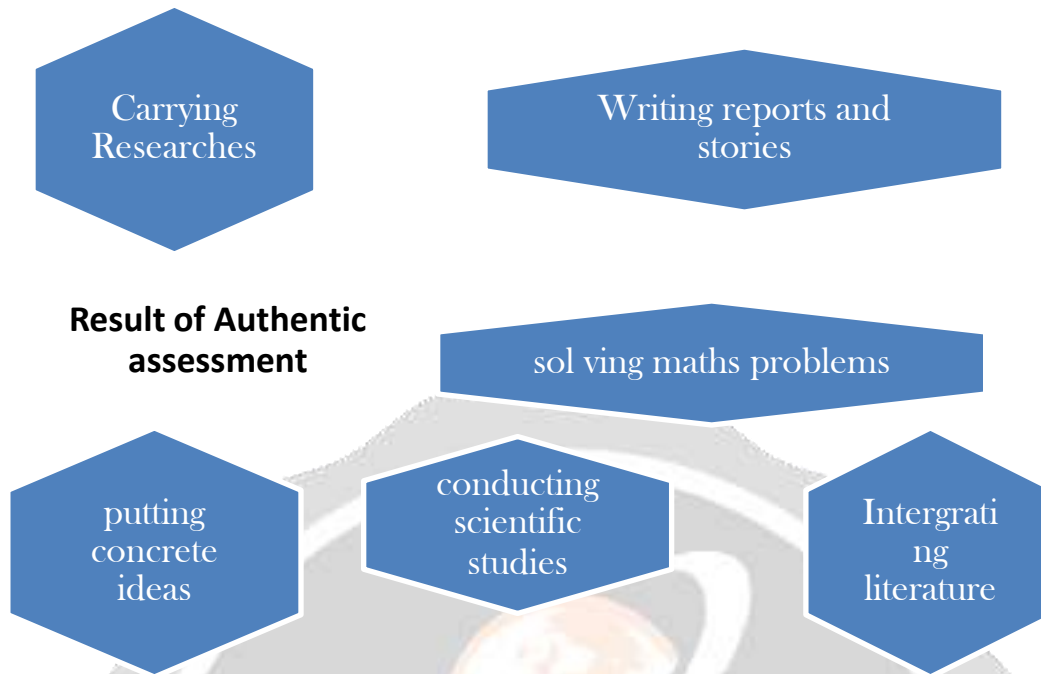 Carrying
Researches
Writing reports and
stories
Result of Authentic
assessment
sol ving maths problems
putting
concrete
ideas
conducting
scientific
studies
Intergrati
ng
literature